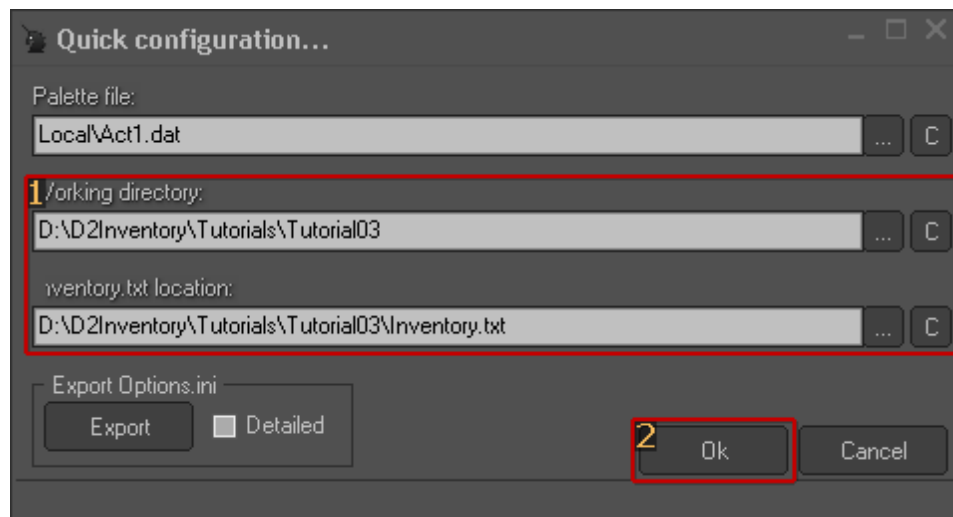 Quick configuration...
Palette file:
Local\Act1.dat
... C
1 /orking directory:
D:\D2Inventory\Tutorials\Tutorial03
... C
nventory.txt location:
D:\D2Inventory\Tutorials\Tutorial03\Inventory.txt
... C
Export Options.ini
Export Detailed
2 Ok Cancel